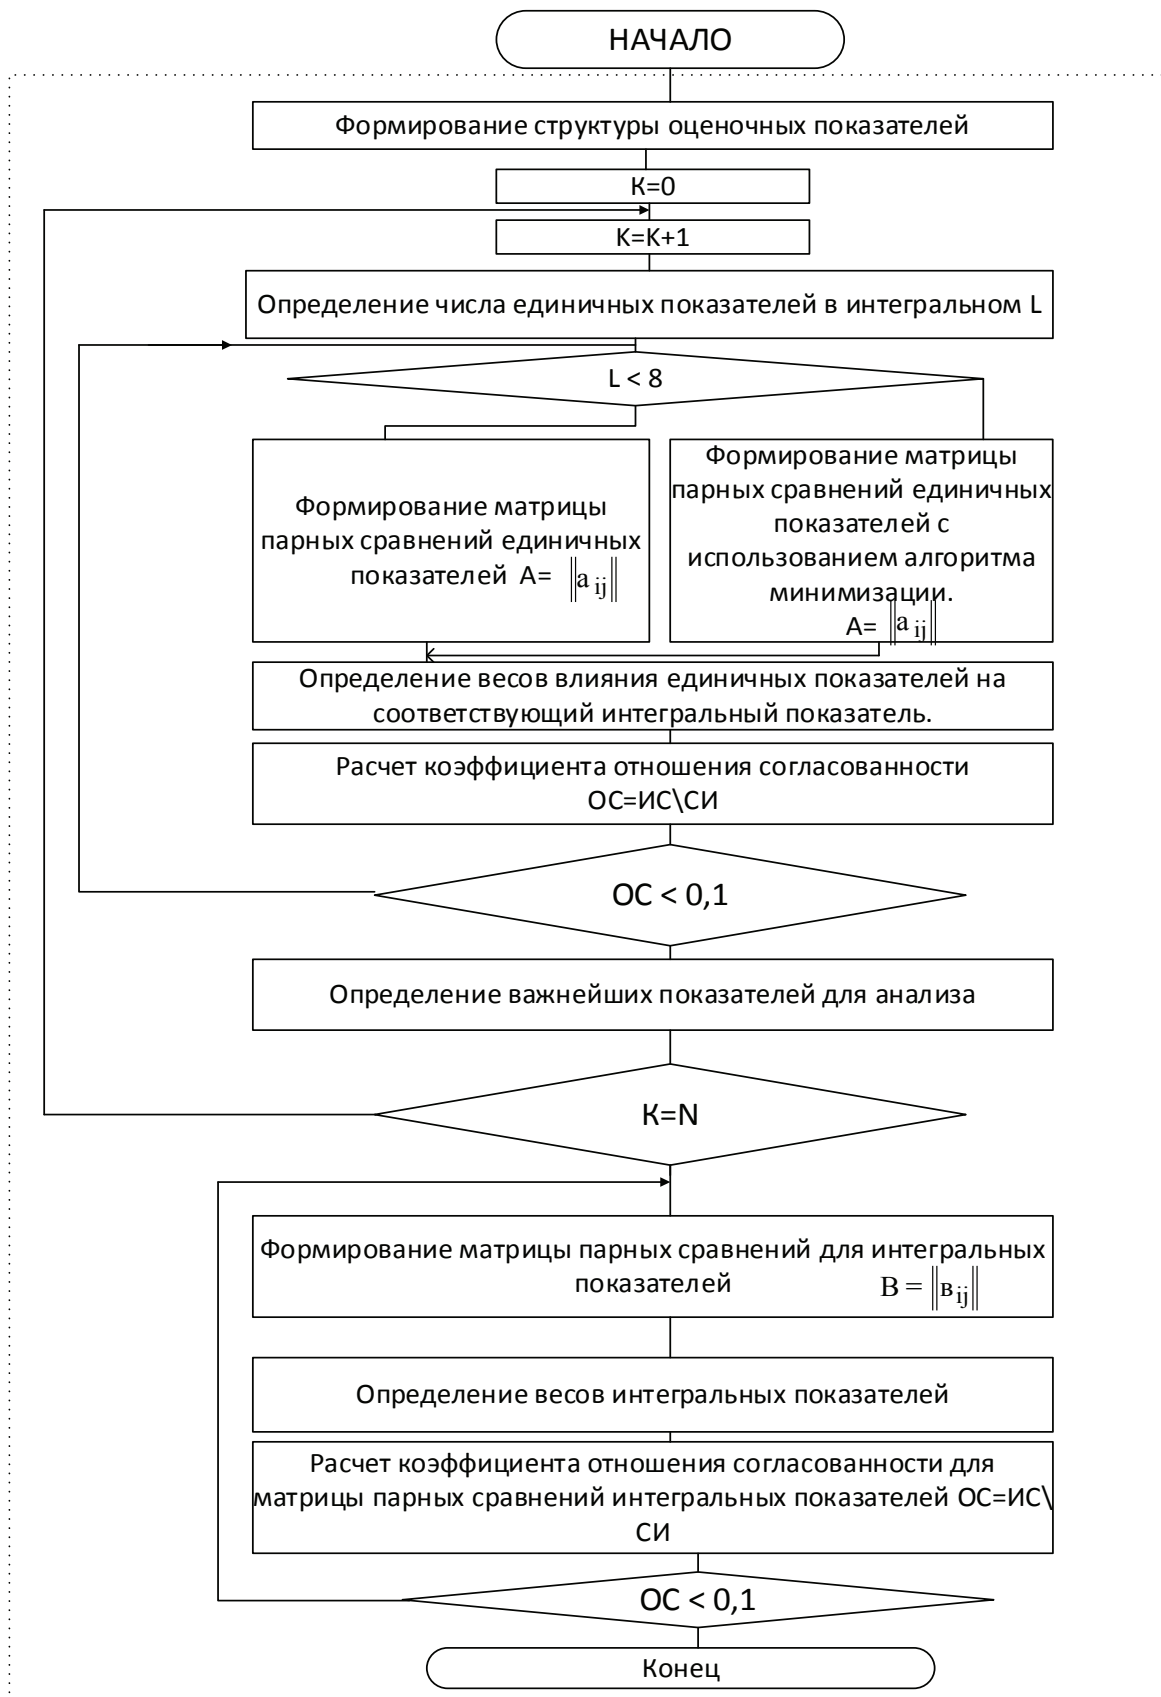 НАЧАЛО
Формирование структуры оценочных показателей
К=0
К=К+1
Определение числа единичных показателей в интегральном L
L < 8
Формирование матрицы
парных сравнений единичных
показателей А= ‖a ij‖
Формирование матрицы
парных сравнений единичных
показателей с
использованием алгоритма
минимизации.
А= ‖a ij‖
Определение весов влияния единичных показателей на
соответствующий интегральный показатель.
Расчет коэффициента отношения согласованности
ОС=ИС\СИ
ОС < 0,1
Определение важнейших показателей для анализа
К=N
Формирование матрицы парных сравнений для интегральных
показателей В = ‖в ij‖
Определение весов интегральных показателей
Расчет коэффициента отношения согласованности для
матрицы парных сравнений интегральных показателей ОС=ИС\
СИ
ОС < 0,1
Конец